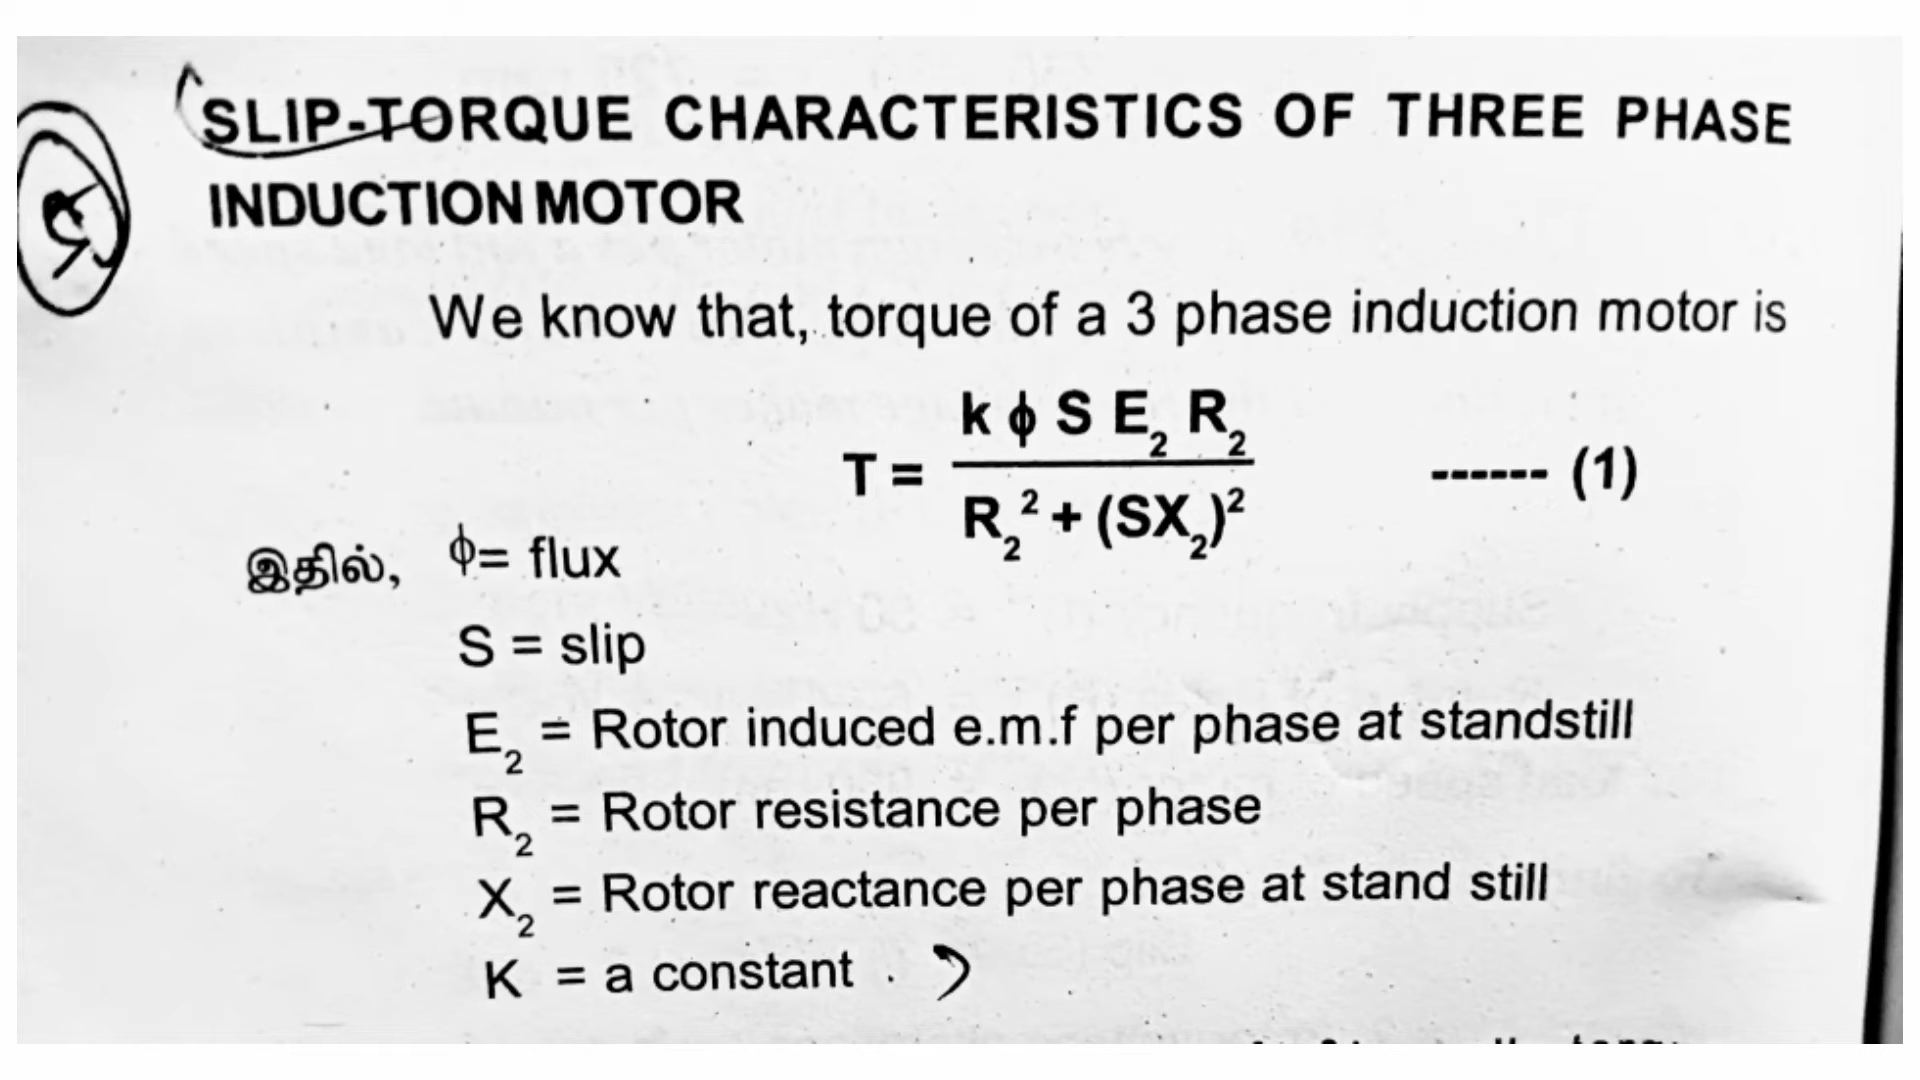 SLIP-TORQUE CHARACTERISTICS OF THREE PHASE
INDUCTION MOTOR
We know that, torque of a 3 phase induction motor is
T = k ϕ S E₂ R₂ / R₂² + (SX₂)² ------ (1)
இதில், ϕ = flux
S = slip
E₂ = Rotor induced e.m.f per phase at standstill
R₂ = Rotor resistance per phase
X₂ = Rotor reactance per phase at stand still
K = a constant .